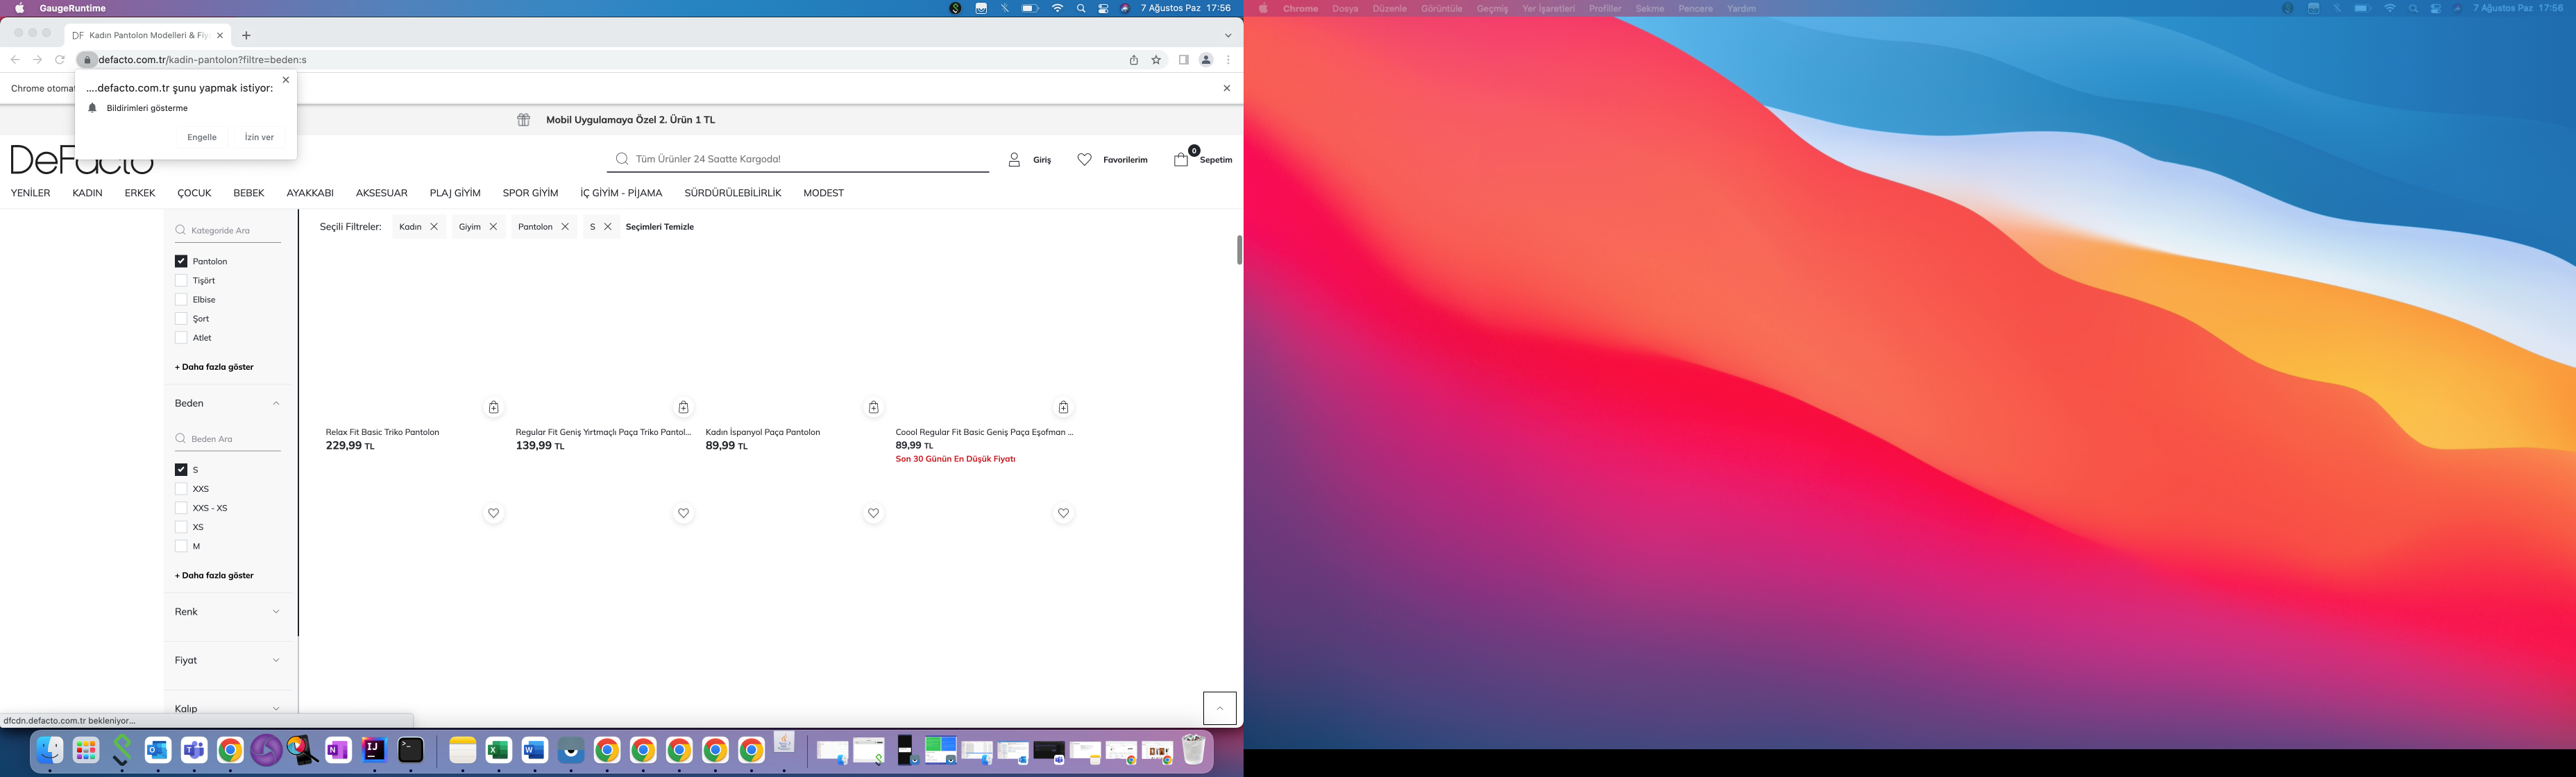 GaugeRuntime
7 Ağustos Paz 17:56
Chrome Dosya Düzenle Görüntüle Geçmiş Yer İşaretleri Profiller Sekme Pencere Yardım
7 Ağustos Paz 17:56
DF Kadın Pantolon Modelleri & Fiy
defacto.com.tr/kadin-pantolon?filtre=beden:s
Chrome otomat
....defacto.com.tr şunu yapmak istiyor:
Bildirimleri gösterme
Engelle İzin ver
Mobil Uygulamaya Özel 2. Ürün 1 TL
DeFacto
Tüm Ürünler 24 Saatte Kargoda!
Giriş
Favorilerim
0
Sepetim
YENİLER KADIN ERKEK ÇOCUK BEBEK AYAKKABI AKSESUAR PLAJ GİYİM SPOR GİYİM İÇ GİYİM - PİJAMA SÜRDÜRÜLEBİLİRLİK MODEST
Kategoride Ara
Pantolon
Tişört
Elbise
Şort
Atlet
+ Daha fazla göster
Beden
Beden Ara
S
XXS
XXS - XS
XS
M
+ Daha fazla göster
Renk
Fiyat
Kalıp
Seçili Filtreler: Kadın Giyim Pantolon S Seçimleri Temizle
Relax Fit Basic Triko Pantolon
229,99 TL
Regular Fit Geniş Yırtmaçlı Paça Triko Pantol...
139,99 TL
Kadın İspanyol Paça Pantolon
89,99 TL
Coool Regular Fit Basic Geniş Paça Eşofman ...
89,99 TL
Son 30 Günün En Düşük Fiyatı
dfcdn.defacto.com.tr bekleniyor...